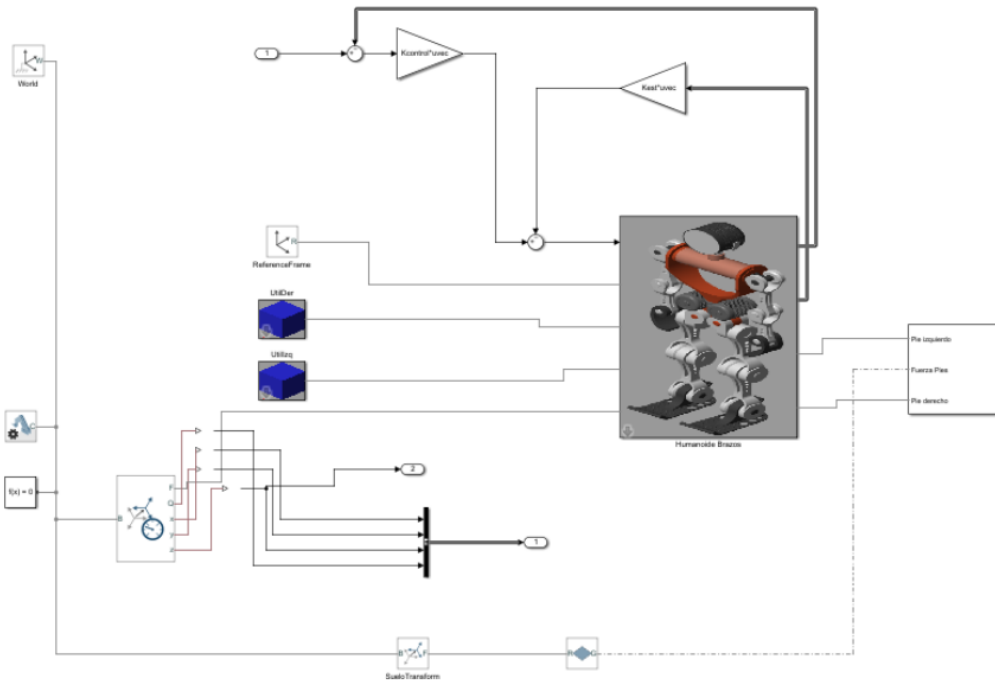 1
Kcontrol*uvec
W
World
Kest*uvec
R
ReferenceFrame
UtilDer
UtilIzq
Humanoide Brazos
Pie izquierdo
Fuerza Pies
Pie derecho
C
f(x) = 0
2
B
F
Q
x
y
z
1
B
F
SueloTransform
R
G